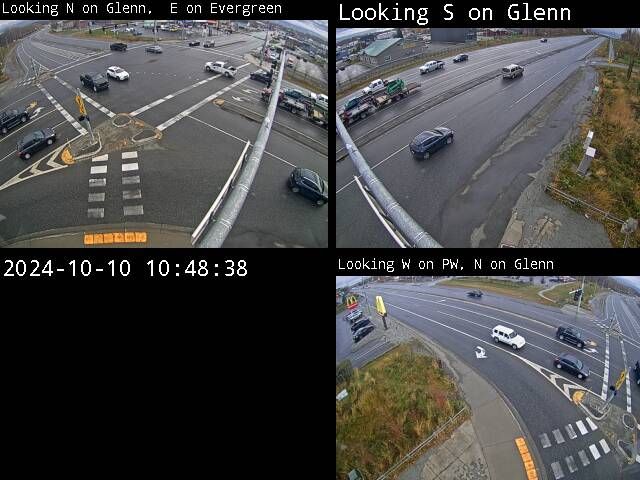 Looking N on Glenn,  E on Evergreen
Looking S on Glenn
2024-10-10 10:48:38
Looking W on PW, N on Glenn